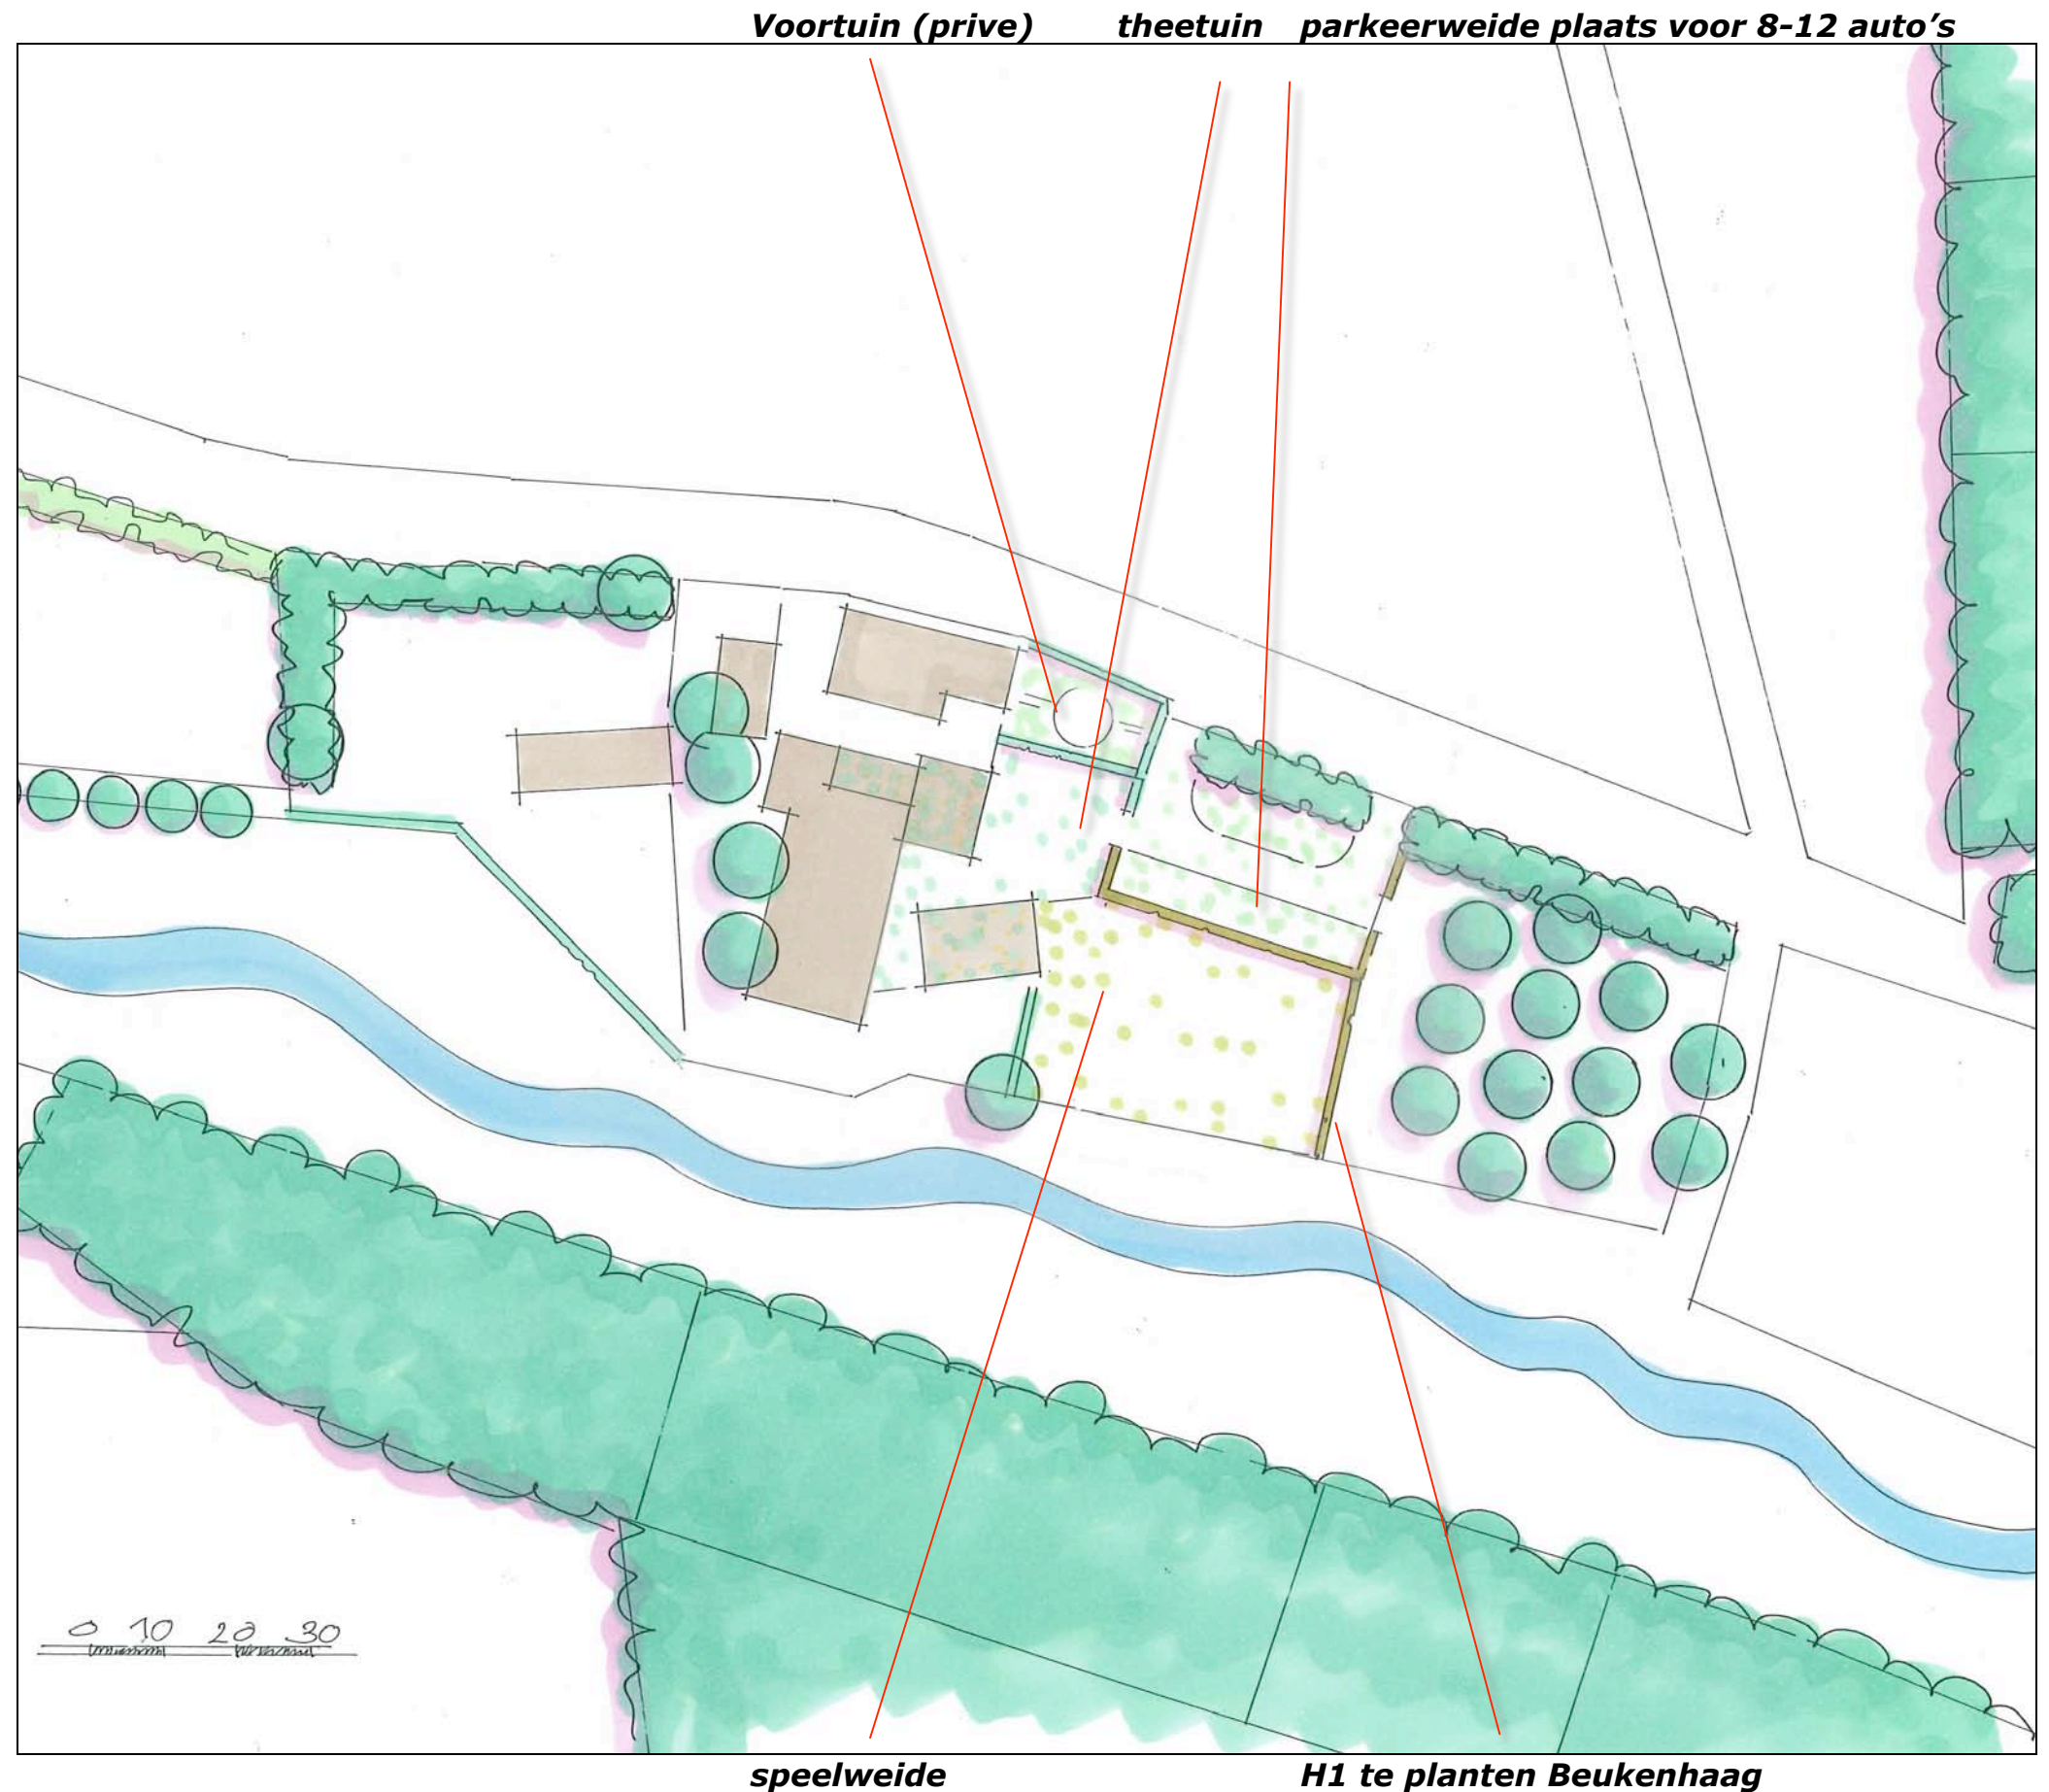 Voortuin (prive) theetuin parkeerweide plaats voor 8-12 auto’s
0 10 20 30
speelweide H1 te planten Beukenhaag